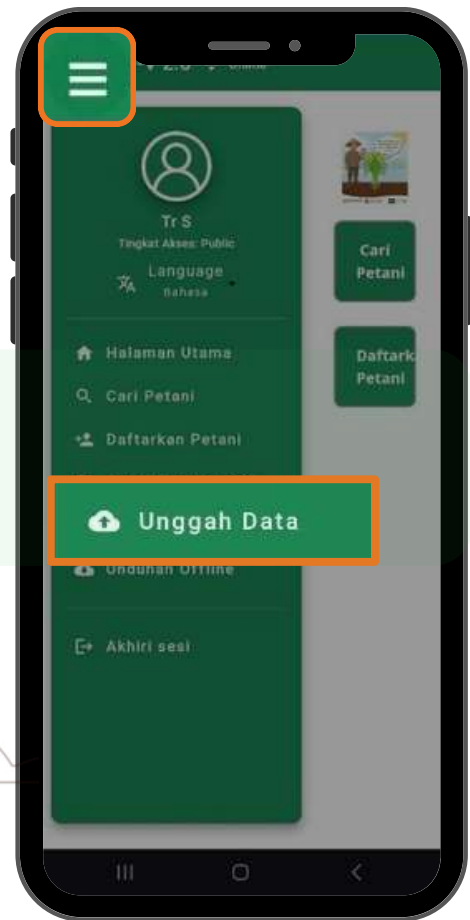 Tr S
Tingkat Akses: Public
Language
Bahasa
Cari
Petani
Halaman Utama
Daftark
Petani
Cari Petani
Daftarkan Petani
Unggah Data
Unduhan Offline
Akhiri sesi